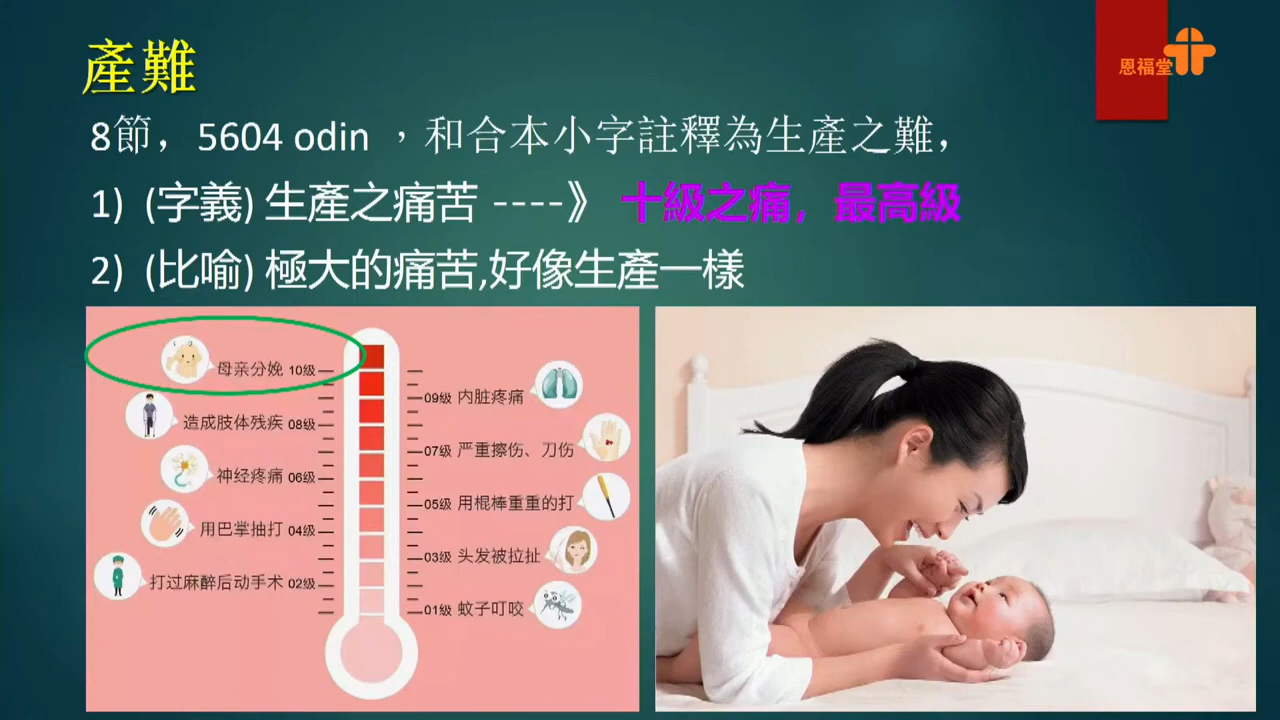 產難
恩福堂
8節，5604 odin ，和合本小字註釋為生產之難，
1) (字義) 生產之痛苦 ----》 十級之痛，最高級
2) (比喻) 極大的痛苦,好像生產一樣
母亲分娩 10级
09级 内脏疼痛
造成肢体残疾 08级
07级 严重擦伤、刀伤
神经疼痛 06级
05级 用棍棒重重的打
用巴掌抽打 04级
03级 头发被拉扯
打过麻醉后动手术 02级
01级 蚊子叮咬